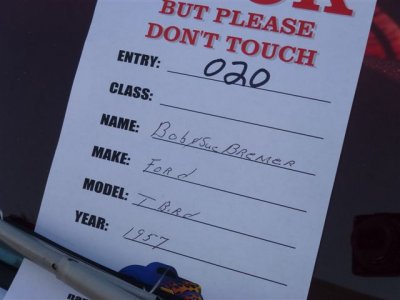 BUT PLEASE
DON'T TOUCH
ENTRY: 020
CLASS:
NAME: Bob & Sue Bremer
MAKE: Ford
MODEL: T Bird
YEAR: 1957